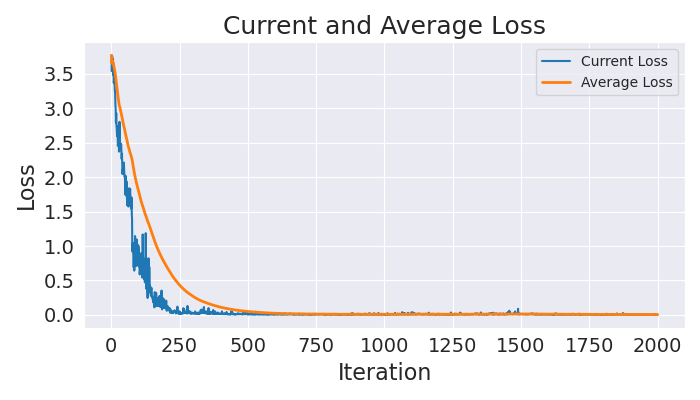 Current and Average Loss
Current Loss
Average Loss
Loss
3.5
3.0
2.5
2.0
1.5
1.0
0.5
0.0
0 250 500 750 1000 1250 1500 1750 2000
Iteration